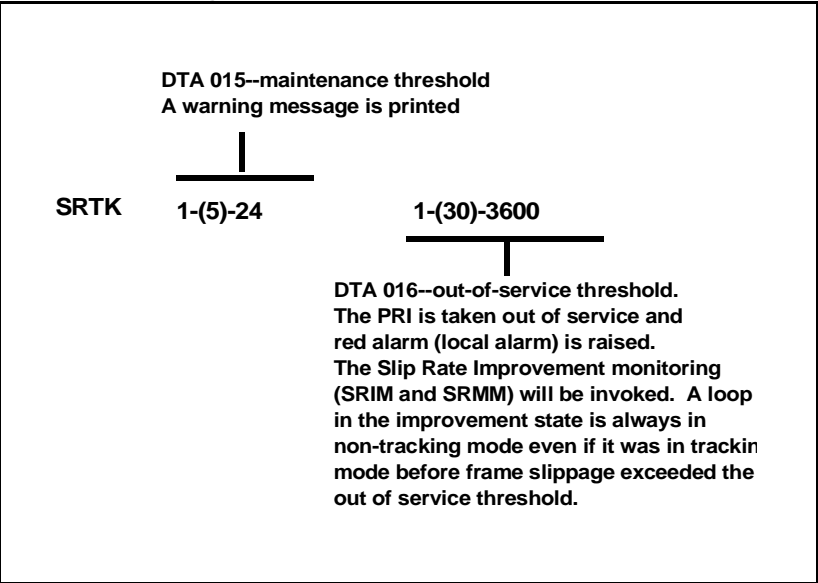 DTA 015--maintenance threshold
A warning message is printed
SRTK 1-(5)-24 1-(30)-3600
DTA 016--out-of-service threshold.
The PRI is taken out of service and
red alarm (local alarm) is raised.
The Slip Rate Improvement monitoring
(SRIM and SRMM) will be invoked. A loop
in the improvement state is always in
non-tracking mode even if it was in trackin
mode before frame slippage exceeded the
out of service threshold.